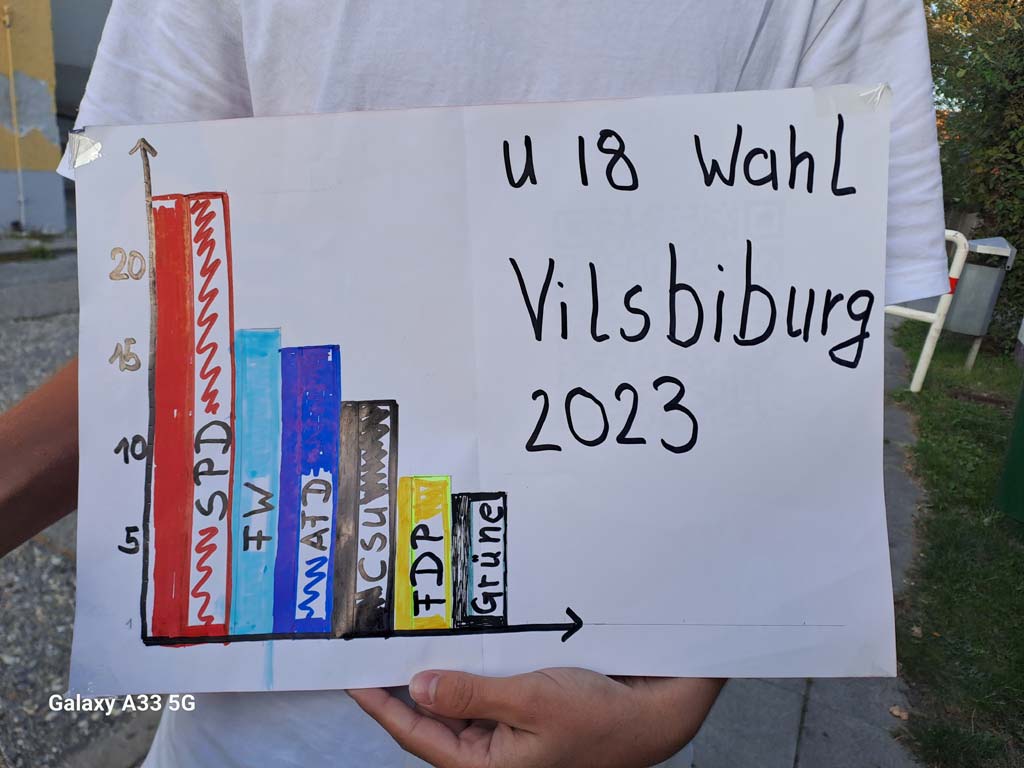 U 18 Wahl
Vilsbiburg
2023
20
15
10
5
SPD
FW
AfD
CSU
FDP
Grüne
Galaxy A33 5G